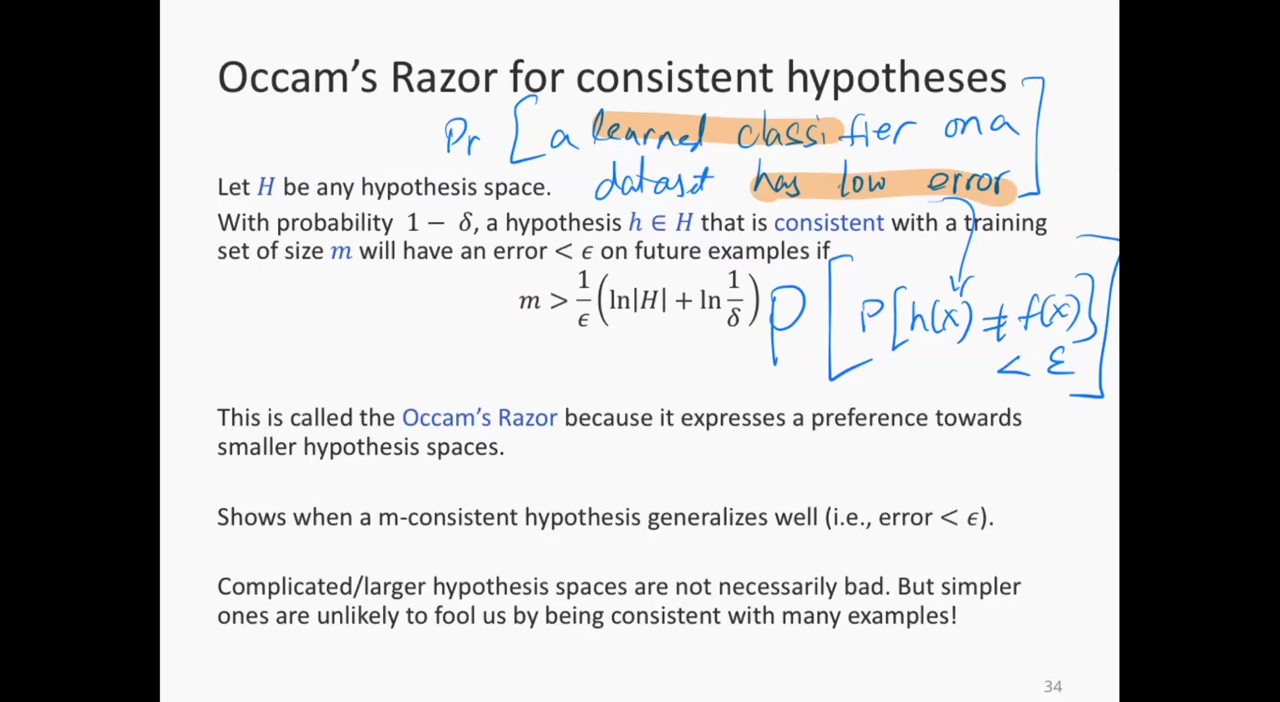 Occam's Razor for consistent hypotheses
Pr [ a learned classifier on a
dataset has low error ]
Let H be any hypothesis space.
With probability 1 − δ, a hypothesis h ∈ H that is consistent with a training
set of size m will have an error < ϵ on future examples if
m > 1/ϵ (ln|H| + ln 1/δ)
P [ P[h(x) ≠ f(x)}
< ε ]
This is called the Occam's Razor because it expresses a preference towards
smaller hypothesis spaces.
Shows when a m-consistent hypothesis generalizes well (i.e., error < ϵ).
Complicated/larger hypothesis spaces are not necessarily bad. But simpler
ones are unlikely to fool us by being consistent with many examples!
34